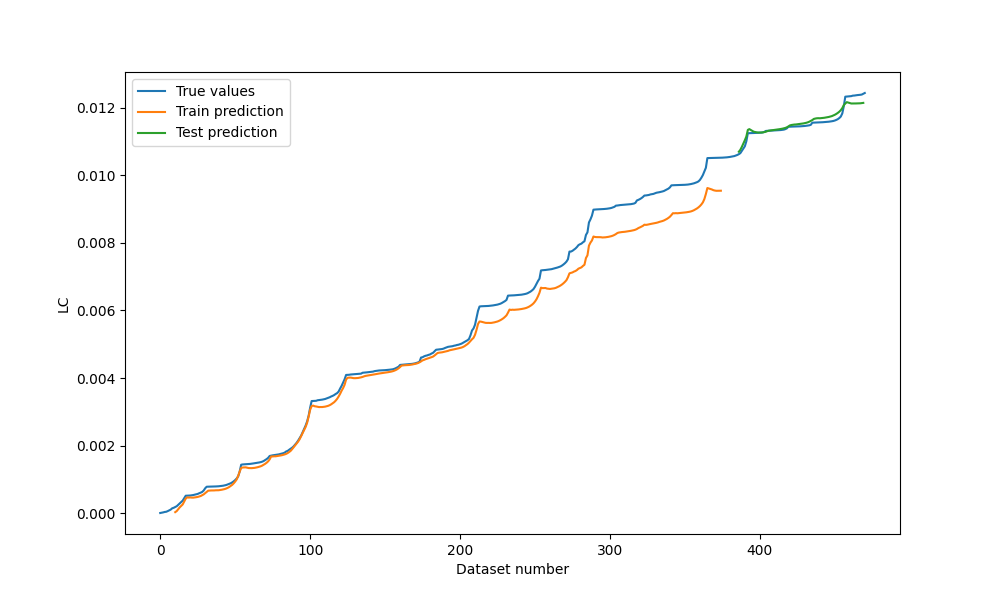 True values
Train prediction
Test prediction
0.012
0.010
0.008
0.006
0.004
0.002
0.000
LC
0 100 200 300 400
Dataset number